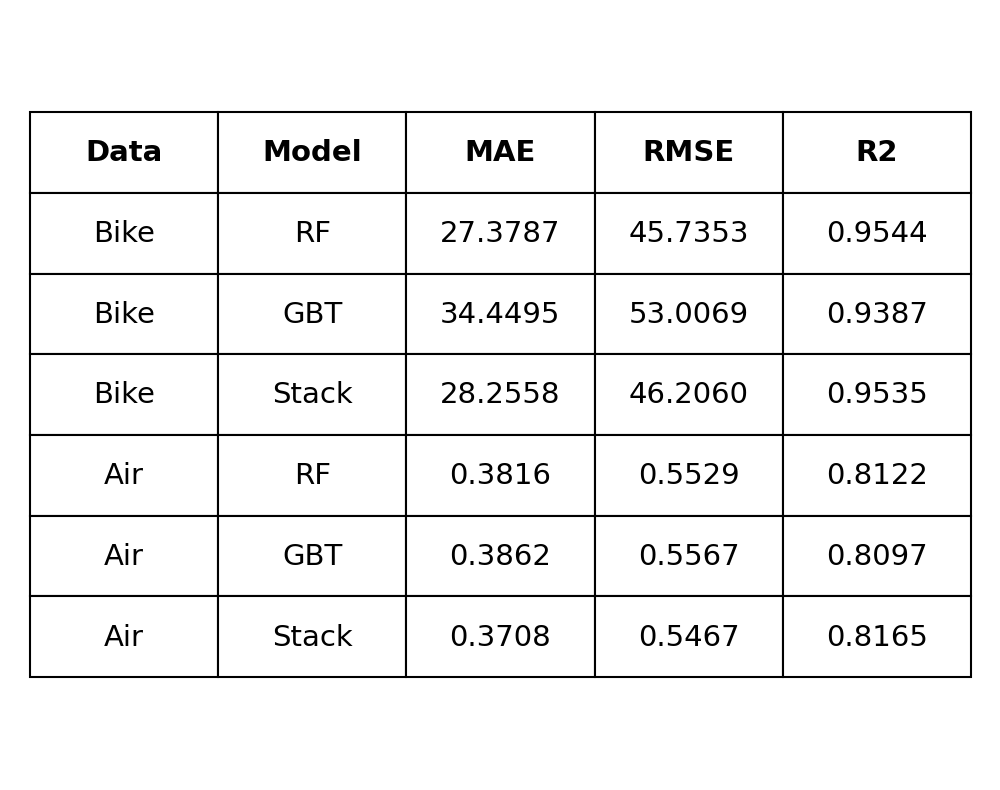 Data Model MAE RMSE R2
Bike RF 27.3787 45.7353 0.9544
Bike GBT 34.4495 53.0069 0.9387
Bike Stack 28.2558 46.2060 0.9535
Air RF 0.3816 0.5529 0.8122
Air GBT 0.3862 0.5567 0.8097
Air Stack 0.3708 0.5467 0.8165